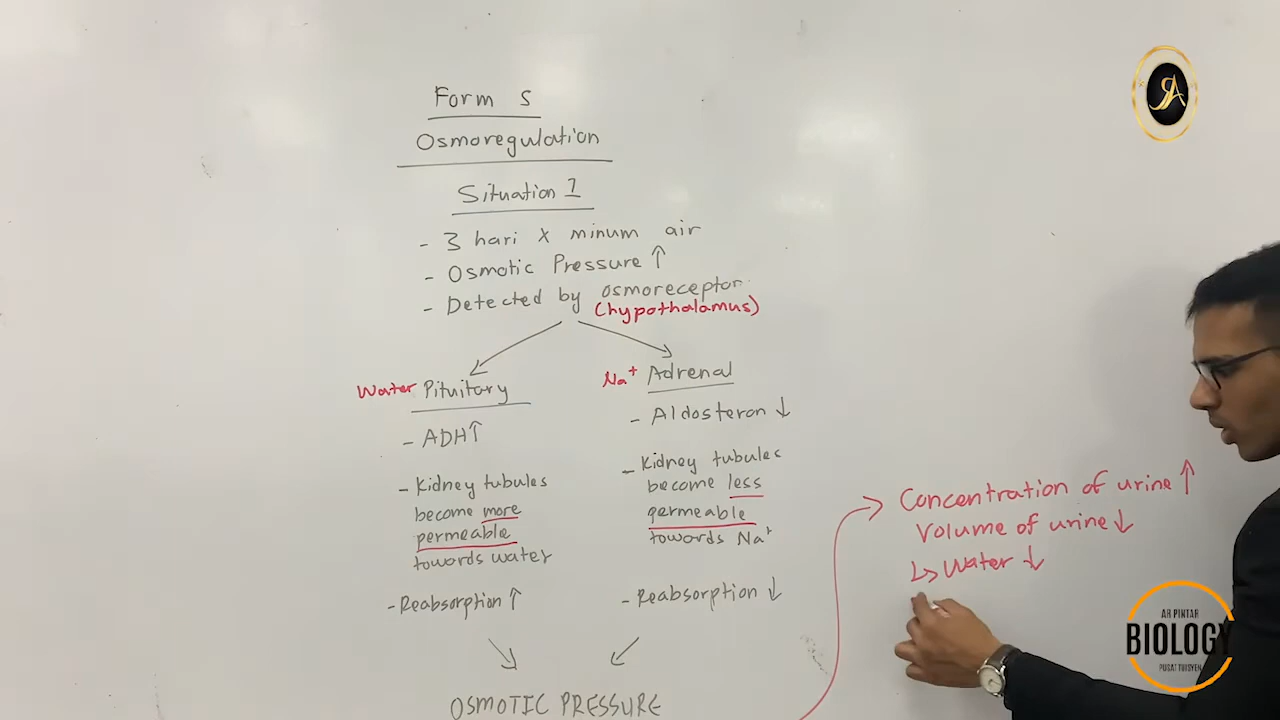 Form 5
Osmoregulation
Situation 1
- 3 hari x minum air
- Osmotic Pressure ↑
- Detected by osmoreceptor
(hypothalamus)
Water Pituitary
- ADH↑
- Kidney tubules
become more
permeable
towards water
- Reabsorption ↑
Na⁺ Adrenal
- Aldosteron ↓
- Kidney tubules
become less
permeable
towards Na⁺
- Reabsorption ↓
OSMOTIC PRESSURE
Concentration of urine ↑
Volume of urine ↓
↳ Water ↓
AR PINTAR
BIOLOGY
PUSAT TUISYEN